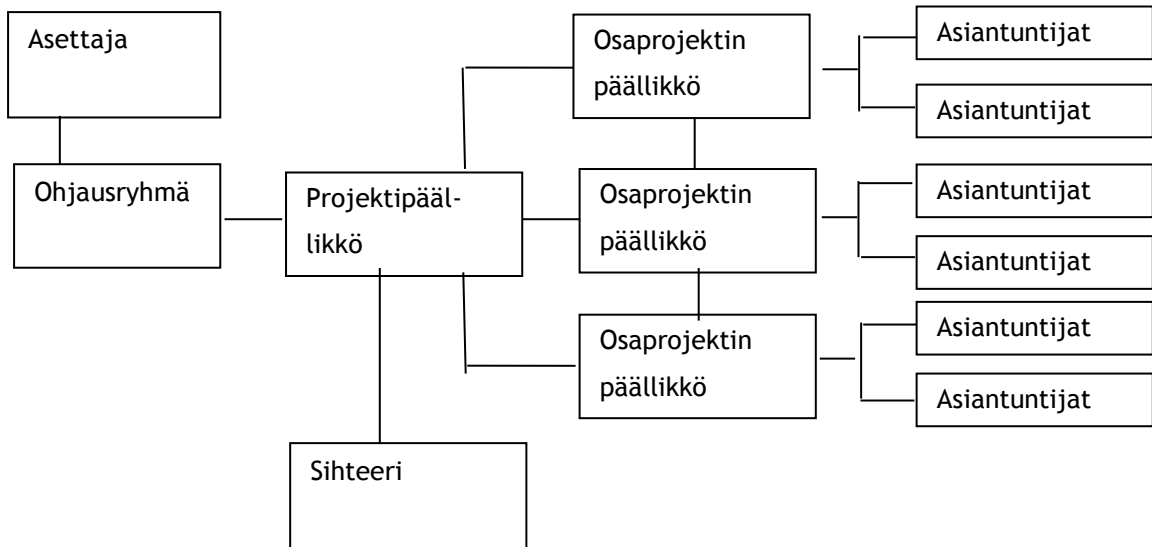 Asettaja
Ohjausryhmä
Projektipääl-
likkö
Sihteeri
Osaprojektin
päällikkö
Osaprojektin
päällikkö
Osaprojektin
päällikkö
Asiantuntijat
Asiantuntijat
Asiantuntijat
Asiantuntijat
Asiantuntijat
Asiantuntijat